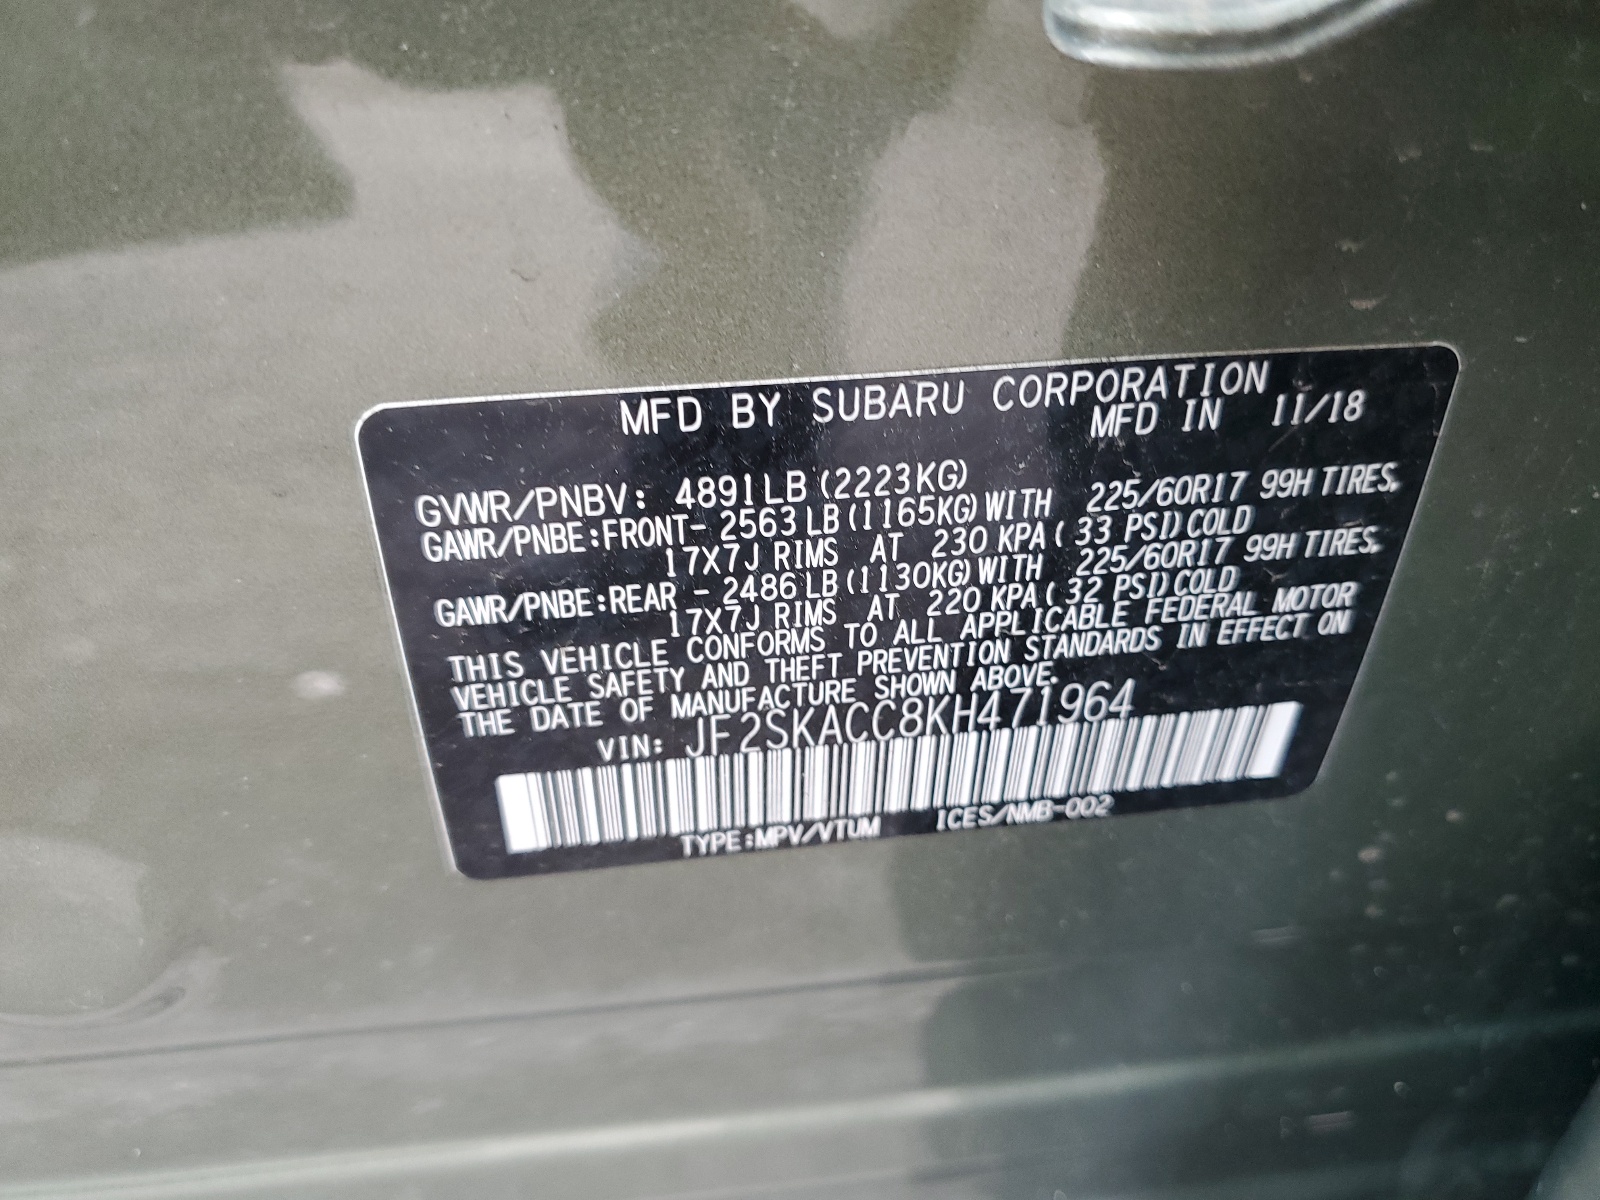 MFD BY SUBARU CORPORATION
MFD IN 11/18
GVWR/PNBV: 4891LB (2223KG)
GAWR/PNBE:FRONT- 2563 LB(1165KG)WITH 225/60R17 99H TIRES,
17X7J RIMS AT 230 KPA( 33 PSI)COLD
GAWR/PNBE:REAR - 2486 LB(1130KG)WITH 225/60R17 99H TIRES,
17X7J RIMS AT 220 KPA( 32 PSI)COLD
THIS VEHICLE CONFORMS TO ALL APPLICABLE FEDERAL MOTOR
VEHICLE SAFETY AND THEFT PREVENTION STANDARDS IN EFFECT ON
THE DATE OF MANUFACTURE SHOWN ABOVE.
VIN: JF2SKACC8KH471964
TYPE:MPV/VTUM ICES/NMB-002